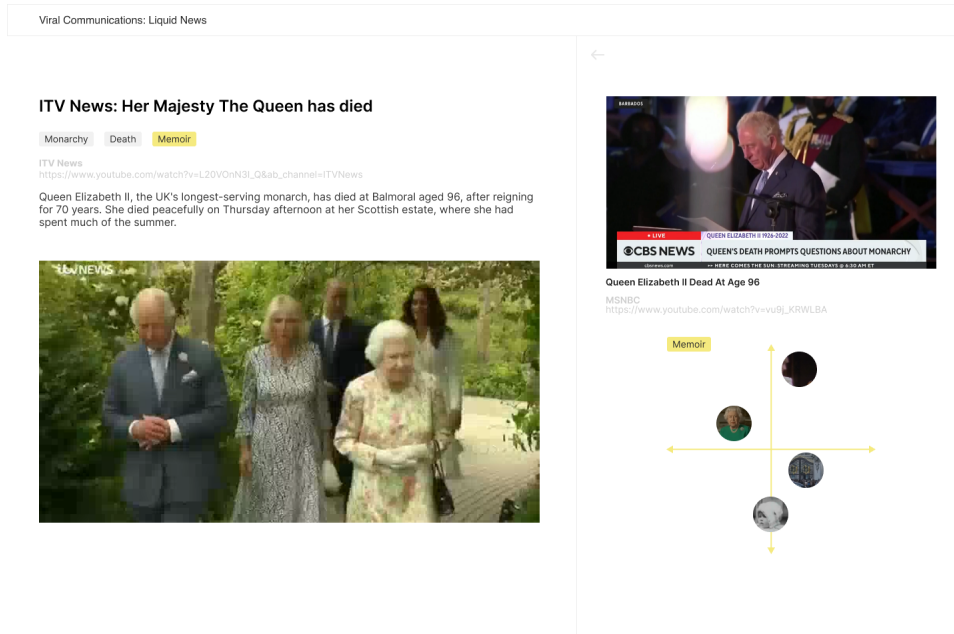 Viral Communications: Liquid News
ITV News: Her Majesty The Queen has died
Monarchy Death Memoir
ITV News
https://www.youtube.com/watch?v=L20VOnN3I_Q&ab_channel=ITVNews
Queen Elizabeth II, the UK's longest-serving monarch, has died at Balmoral aged 96, after reigning
for 70 years. She died peacefully on Thursday afternoon at her Scottish estate, where she had
spent much of the summer.
itv NEWS
BARBADOS
• LIVE QUEEN ELIZABETH II 1926-2022
CBS NEWS QUEEN'S DEATH PROMPTS QUESTIONS ABOUT MONARCHY
cbsnews.com HERE COMES THE SUN: STREAMING TUESDAYS @ 6:30 AM ET
Queen Elizabeth II Dead At Age 96
MSNBC
https://www.youtube.com/watch?v=vu9j_KRWLBA
Memoir